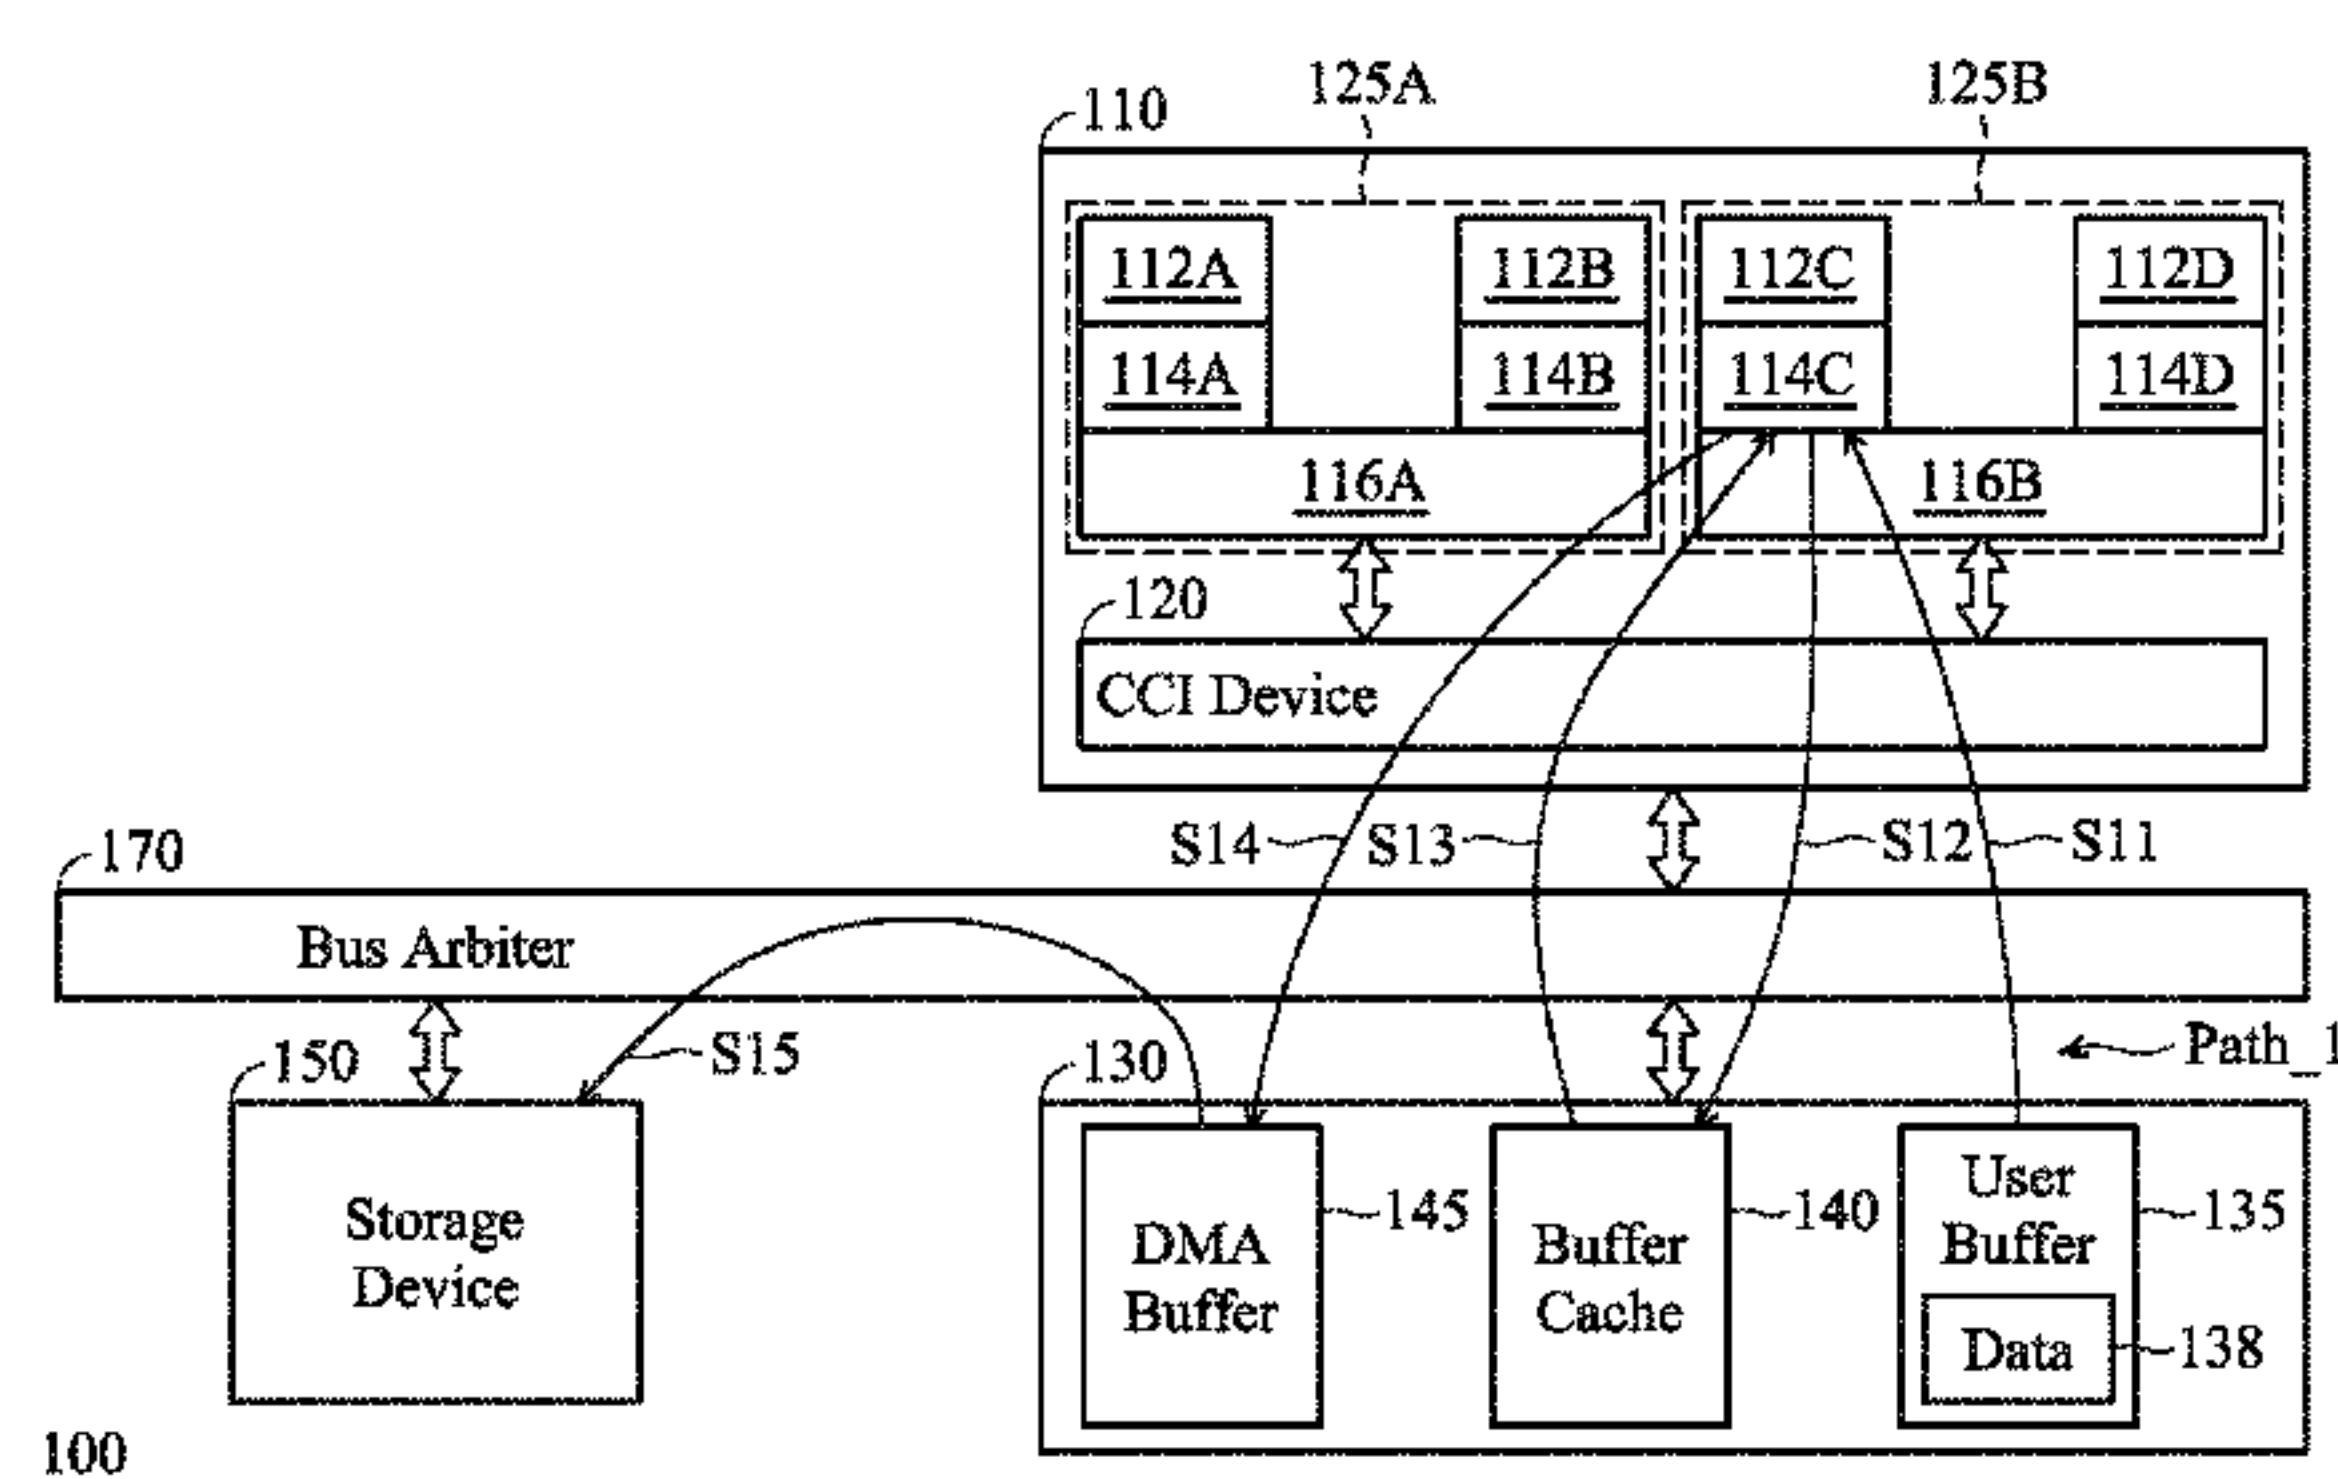 125A
125B
110
112A
112B
112C
112D
114A
114B
114C
114D
116A
116B
120
CCI Device
S14
S13
S12
S11
170
Bus Arbiter
150
S15
130
Path_1
Storage
Device
DMA
Buffer
145
Buffer
Cache
140
User
Buffer
135
Data
138
100